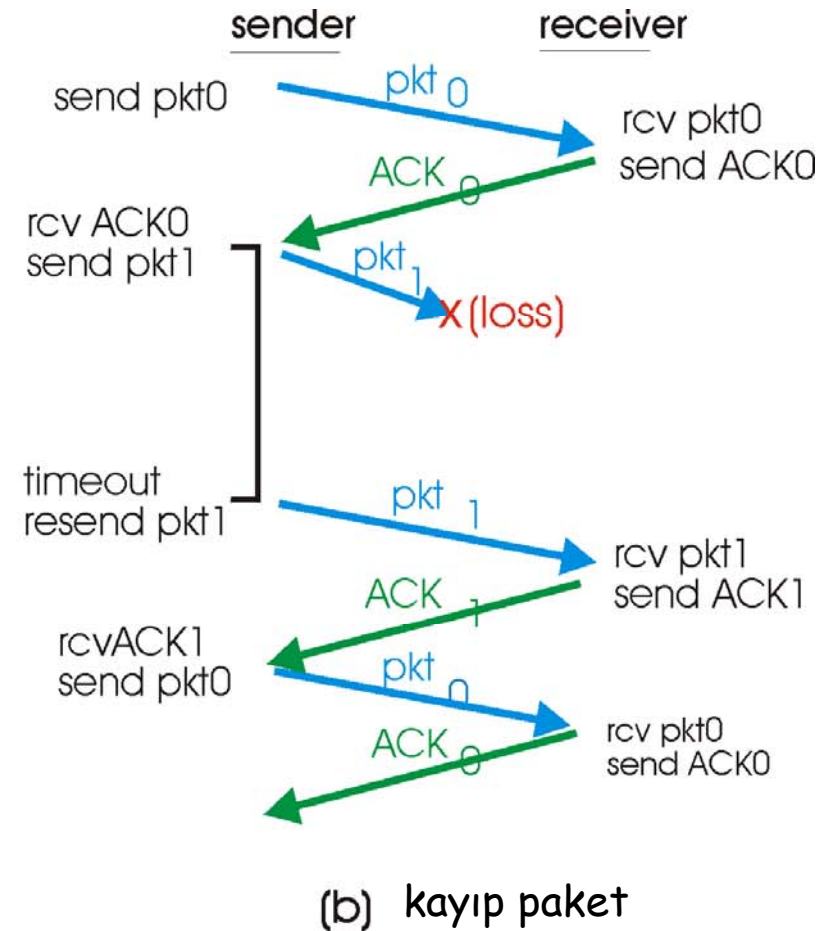 sender receiver
send pkt0
pkt 0
rcv pkt0
send ACK0
ACK 0
rcv ACK0
send pkt1
pkt 1
X (loss)
timeout
resend pkt1
pkt 1
rcv pkt1
send ACK1
ACK 1
rcvACK1
send pkt0
pkt 0
rcv pkt0
send ACK0
ACK 0
(b) kayıp paket